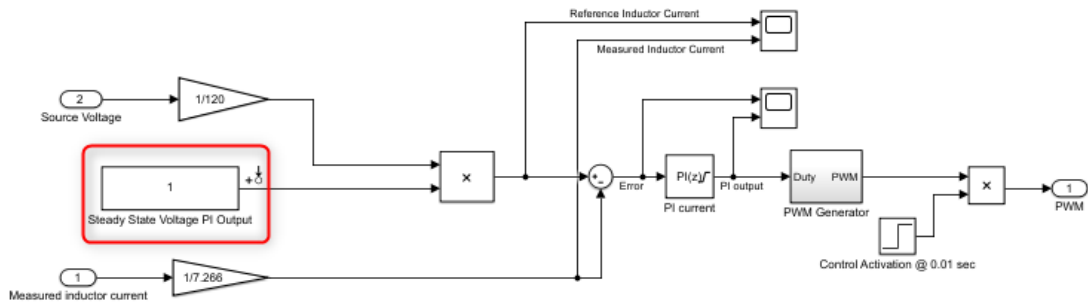 Reference Inductor Current
Measured Inductor Current
2
1/120
Source Voltage
1
Steady State Voltage PI Output
×
+
-
Error
PI(z)
PI current
PI output
Duty PWM
PWM Generator
×
1
PWM
Control Activation @ 0.01 sec
1
1/7.266
Measured inductor current